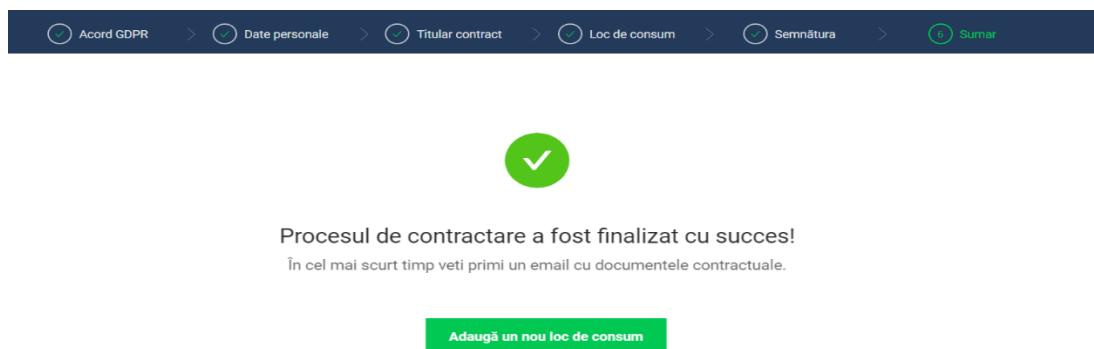 Acord GDPR > Date personale > Titular contract > Loc de consum > Semnătura > 6 Sumar
Procesul de contractare a fost finalizat cu succes!
În cel mai scurt timp veti primi un email cu documentele contractuale.
Adaugă un nou loc de consum